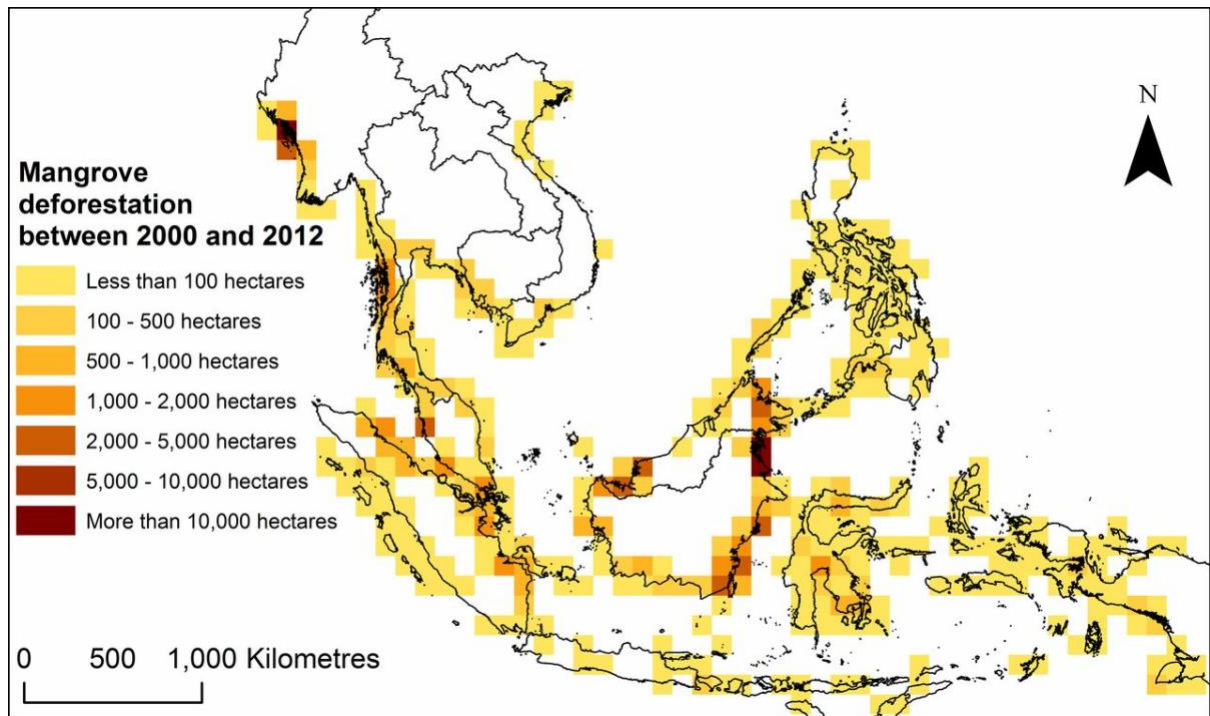 N
Mangrove
deforestation
between 2000 and 2012
Less than 100 hectares
100 - 500 hectares
500 - 1,000 hectares
1,000 - 2,000 hectares
2,000 - 5,000 hectares
5,000 - 10,000 hectares
More than 10,000 hectares
0 500 1,000 Kilometres